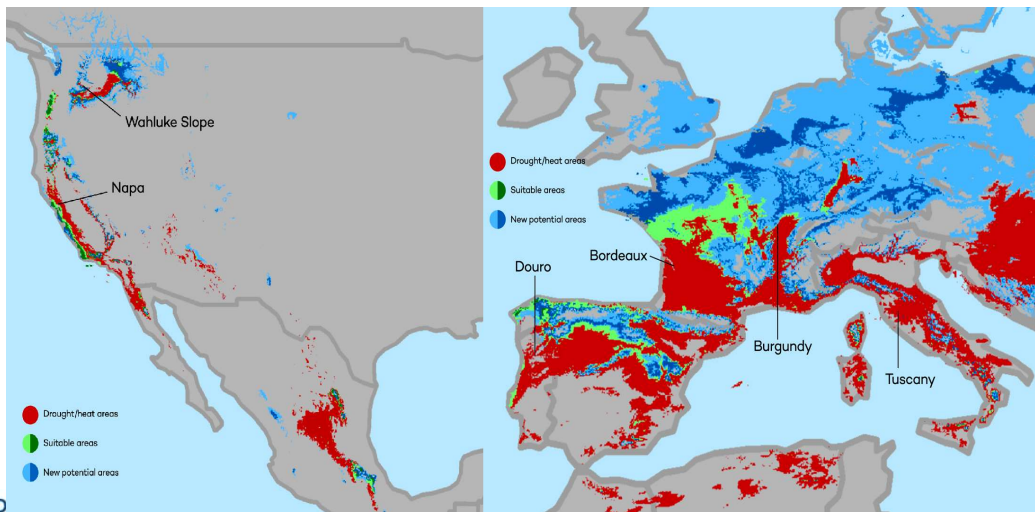 Wahluke Slope
Napa
Drought/heat areas
Suitable areas
New potential areas
Drought/heat areas
Suitable areas
New potential areas
Bordeaux
Douro
Burgundy
Tuscany